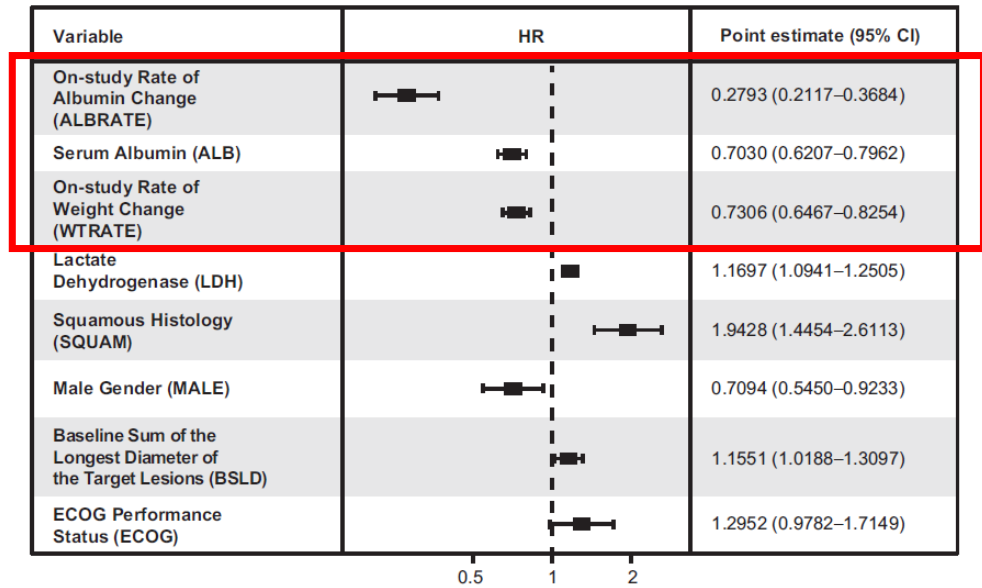 Variable HR Point estimate (95% CI)
On-study Rate of
Albumin Change
(ALBRATE)
0.2793 (0.2117–0.3684)
Serum Albumin (ALB) 0.7030 (0.6207–0.7962)
On-study Rate of
Weight Change
(WTRATE)
0.7306 (0.6467–0.8254)
Lactate
Dehydrogenase (LDH)
1.1697 (1.0941–1.2505)
Squamous Histology
(SQUAM)
1.9428 (1.4454–2.6113)
Male Gender (MALE) 0.7094 (0.5450–0.9233)
Baseline Sum of the
Longest Diameter of
the Target Lesions (BSLD)
1.1551 (1.0188–1.3097)
ECOG Performance
Status (ECOG)
1.2952 (0.9782–1.7149)
0.5 1 2